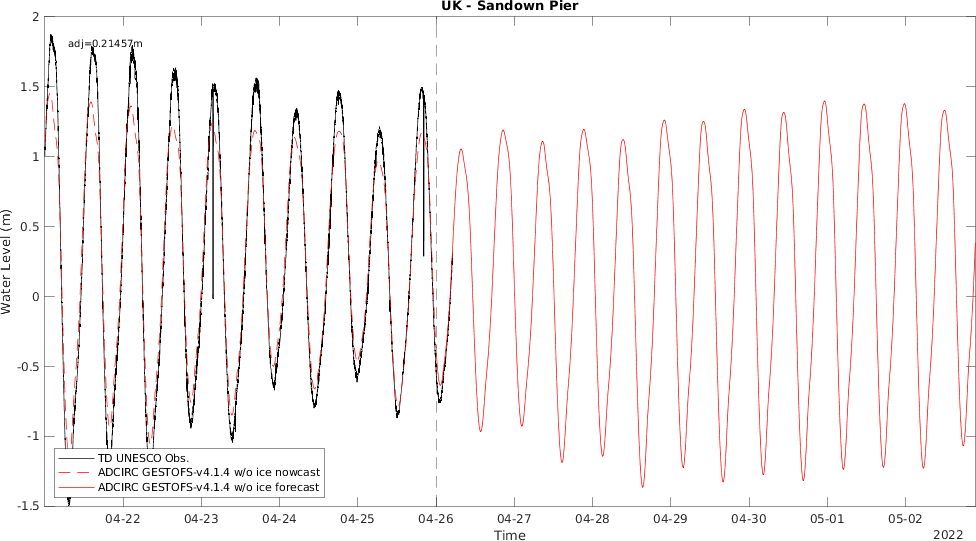 UK - Sandown Pier
adj=0.21457m
Water Level (m)
2
1.5
1
0.5
0
-0.5
-1
-1.5
TD UNESCO Obs.
ADCIRC GESTOFS-v4.1.4 w/o ice nowcast
ADCIRC GESTOFS-v4.1.4 w/o ice forecast
04-22 04-23 04-24 04-25 04-26 04-27 04-28 04-29 04-30 05-01 05-02
Time
2022